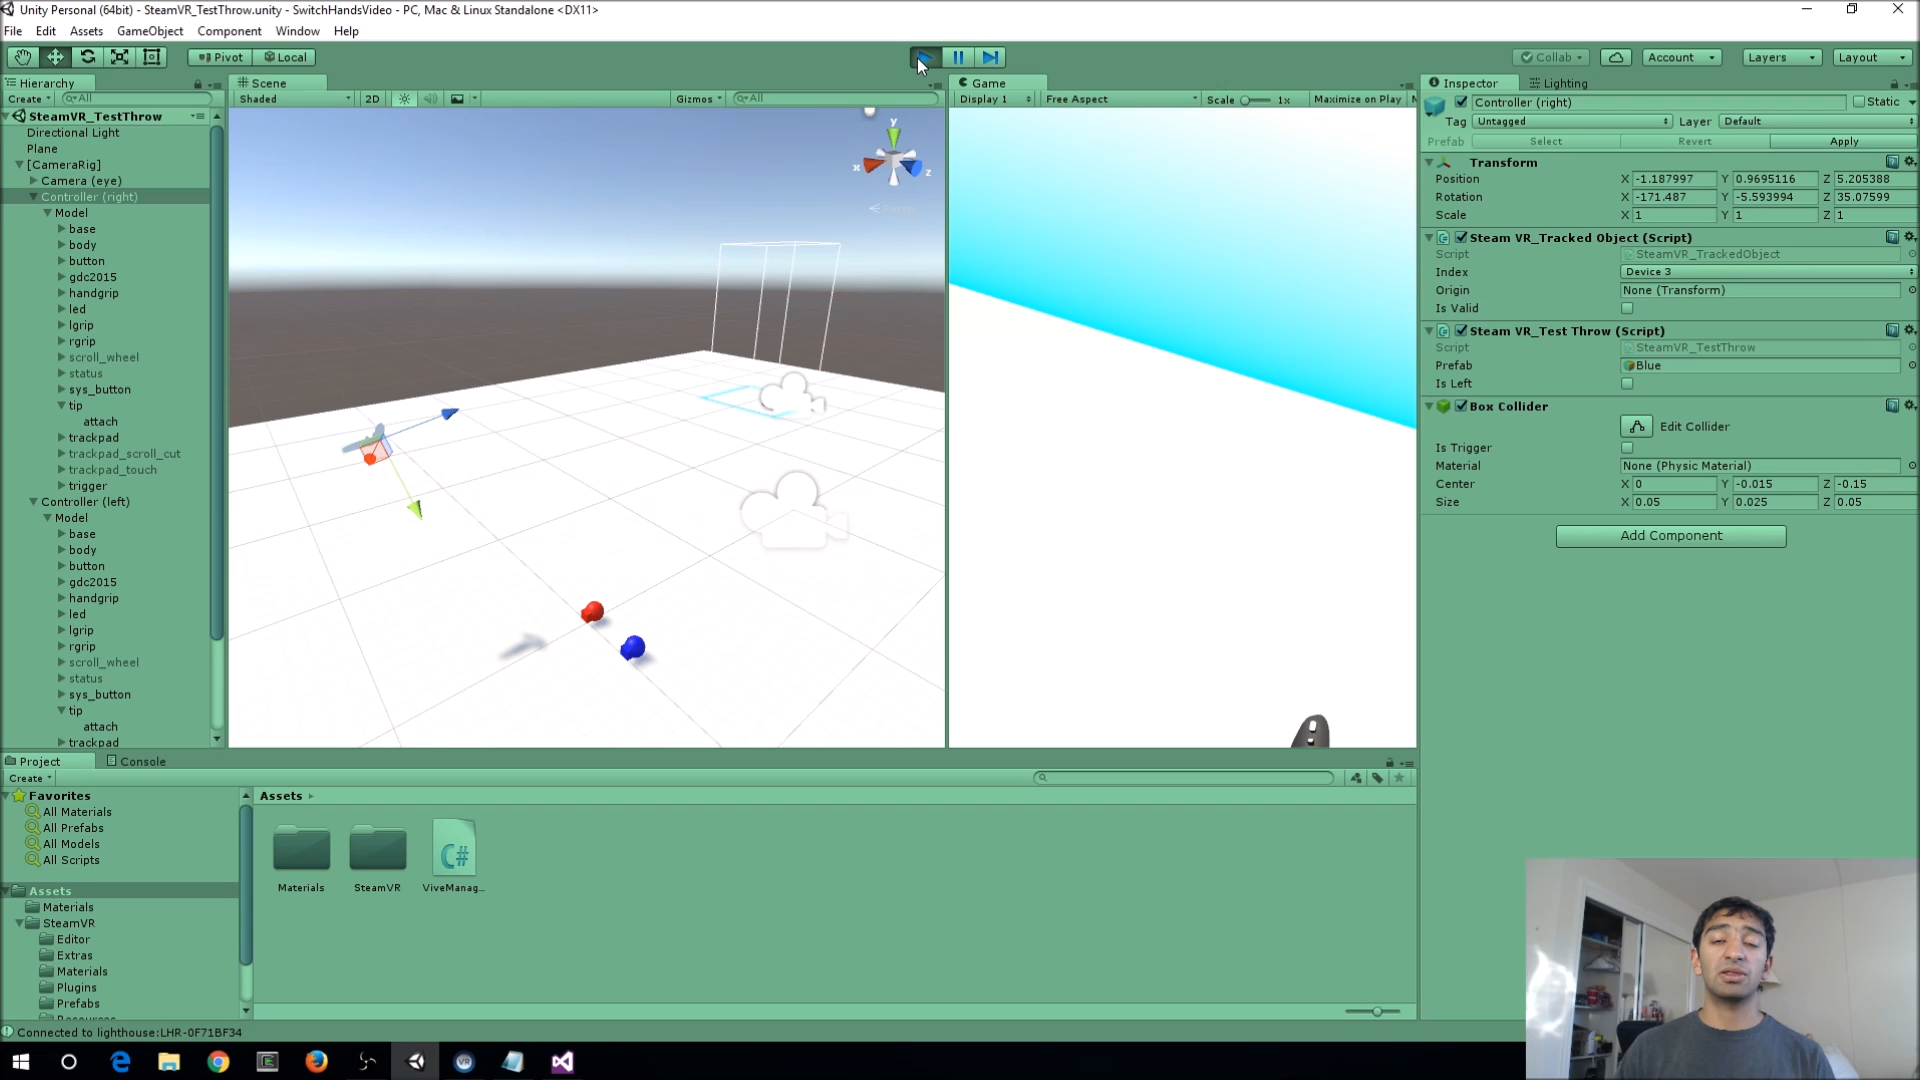 Unity Personal (64bit) - SteamVR_TestThrow.unity - SwitchHandsVideo - PC, Mac & Linux Standalone <DX11>
File Edit Assets GameObject Component Window Help
Pivot Local Collab Account Layers Layout
Hierarchy
Create All
SteamVR_TestThrow
Directional Light
Plane
[CameraRig]
Camera (eye)
Controller (right)
Model
base
body
button
gdc2015
handgrip
led
lgrip
rgrip
scroll_wheel
status
sys_button
tip
attach
trackpad
trackpad_scroll_cut
trackpad_touch
trigger
Controller (left)
Model
base
body
button
gdc2015
handgrip
led
lgrip
rgrip
scroll_wheel
status
sys_button
tip
attach
trackpad
Scene
Shaded 2D Gizmos All
y
x
z
Persp
Game
Display 1 Free Aspect Scale 1x Maximize on Play
Inspector Lighting
Controller (right) Static
Tag Untagged Layer Default
Prefab Select Revert Apply
Transform
Position X -1.187997 Y 0.9695116 Z 5.205388
Rotation X -171.487 Y -5.593994 Z 35.07599
Scale X 1 Y 1 Z 1
Steam VR_Tracked Object (Script)
Script SteamVR_TrackedObject
Index Device 3
Origin None (Transform)
Is Valid
Steam VR_Test Throw (Script)
Script SteamVR_TestThrow
Prefab Blue
Is Left
Box Collider
Edit Collider
Is Trigger
Material None (Physic Material)
Center X 0 Y -0.015 Z -0.15
Size X 0.05 Y 0.025 Z 0.05
Add Component
Project Console
Create
Favorites
All Materials
All Prefabs
All Models
All Scripts
Assets
Materials
SteamVR
Editor
Extras
Materials
Plugins
Prefabs
Assets
C#
Materials SteamVR ViveManag...
Connected to lighthouse:LHR-0F71BF34